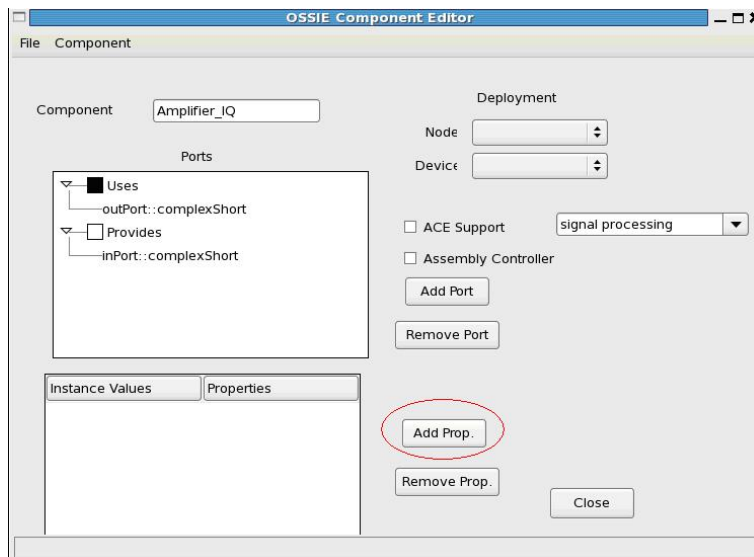 OSSIE Component Editor
File Component
Component Amplifier_IQ
Deployment
Node
Device
Ports
Uses
outPort::complexShort
Provides
inPort::complexShort
ACE Support signal processing
Assembly Controller
Add Port
Remove Port
Instance Values Properties
Add Prop.
Remove Prop.
Close